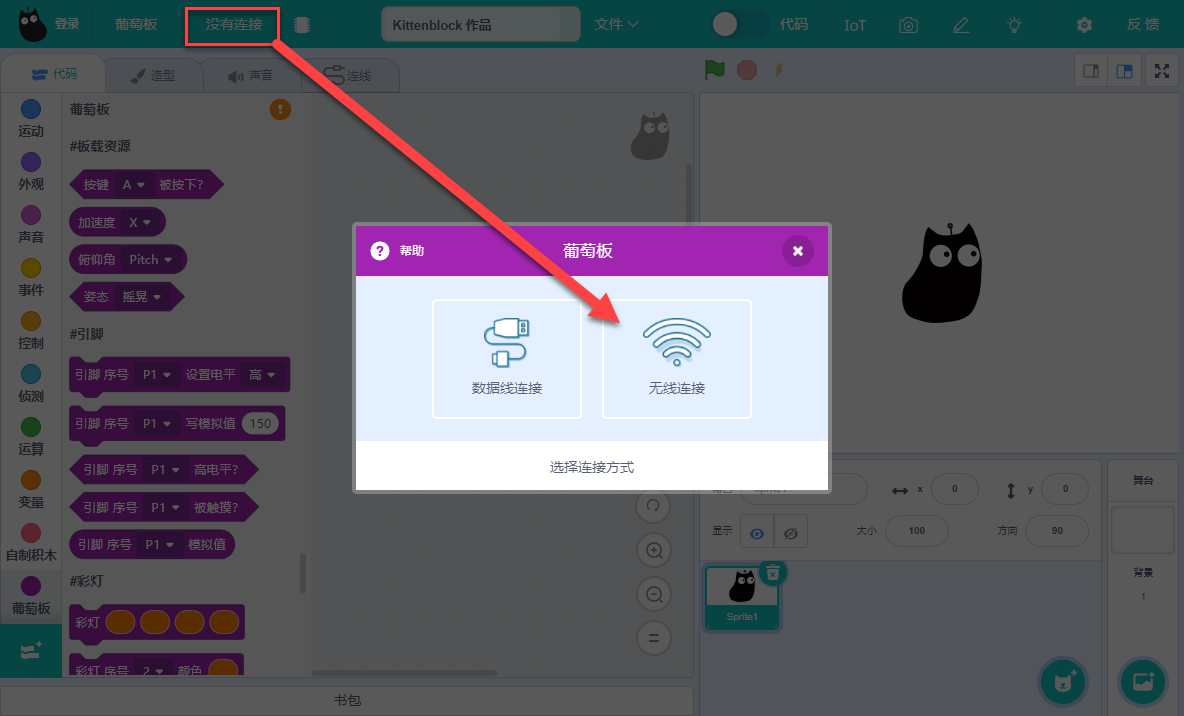 登录
葡萄板
没有连接
Kittenblock 作品
文件
代码
IoT
反馈
代码
造型
声音
连线
运动
外观
声音
事件
控制
侦测
运算
变量
自制积木
葡萄板
葡萄板
#板载资源
按键 A 被按下?
加速度 X
俯仰角 Pitch
姿态 摇晃
#引脚
引脚 序号 P1 设置电平 高
引脚 序号 P1 写模拟值 150
引脚 序号 P1 高电平?
引脚 序号 P1 被触摸?
引脚 序号 P1 模拟值
#彩灯
彩灯
彩灯 序号 2 颜色
书包
? 帮助
葡萄板
数据线连接
无线连接
选择连接方式
x 0
y 0
显示
大小 100
方向 90
Sprite1
舞台
背景
1